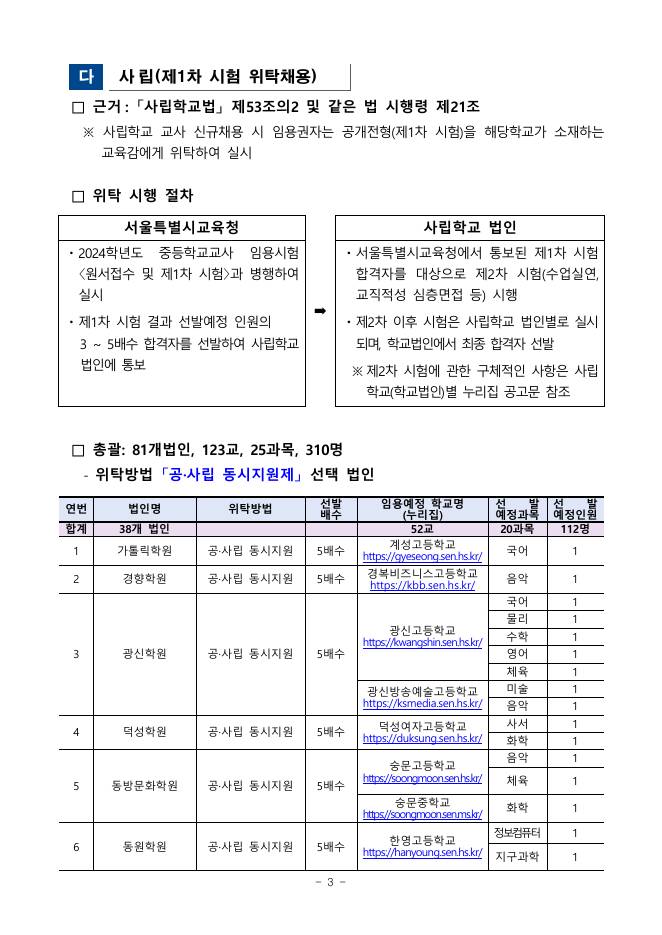 다 사립(제1차 시험 위탁채용)
□ 근거 :「사립학교법」제53조의2 및 같은 법 시행령 제21조
※ 사립학교 교사 신규채용 시 임용권자는 공개전형(제1차 시험)을 해당학교가 소재하는
교육감에게 위탁하여 실시
□ 위탁 시행 절차
서울특별시교육청
・2024학년도 중등학교교사 임용시험
〈원서접수 및 제1차 시험〉과 병행하여
실시
・제1차 시험 결과 선발예정 인원의
3 ~ 5배수 합격자를 선발하여 사립학교
법인에 통보
➡
사립학교 법인
・서울특별시교육청에서 통보된 제1차 시험
합격자를 대상으로 제2차 시험(수업실연,
교직적성 심층면접 등) 시행
・제2차 이후 시험은 사립학교 법인별로 실시
되며, 학교법인에서 최종 합격자 선발
※ 제2차 시험에 관한 구체적인 사항은 사립
학교(학교법인)별 누리집 공고문 참조
□ 총괄: 81개법인, 123교, 25과목, 310명
- 위탁방법「공·사립 동시지원제」선택 법인
연번 법인명 위탁방법 선발 배수 임용예정 학교명 (누리집) 선 발 예정과목 선 발 예정인원
합계 38개 법인 52교 20과목 112명
1 가톨릭학원 공·사립 동시지원 5배수 계성고등학교 https://gyeseong.sen.hs.kr/ 국어 1
2 경향학원 공·사립 동시지원 5배수 경복비즈니스고등학교 https://kbb.sen.hs.kr/ 음악 1
3 광신학원 공·사립 동시지원 5배수 광신고등학교 https://kwangshin.sen.hs.kr/ 국어 1
물리 1
수학 1
영어 1
체육 1
광신방송예술고등학교 https://ksmedia.sen.hs.kr/ 미술 1
음악 1
4 덕성학원 공·사립 동시지원 5배수 덕성여자고등학교 https://duksung.sen.hs.kr/ 사서 1
화학 1
5 동방문화학원 공·사립 동시지원 5배수 숭문고등학교 https://soongmoon.sen.hs.kr/ 음악 1
체육 1
숭문중학교 https://soongmoon.sen.ms.kr/ 화학 1
6 동원학원 공·사립 동시지원 5배수 한영고등학교 https://hanyoung.sen.hs.kr/ 정보컴퓨터 1
지구과학 1
- 3 -